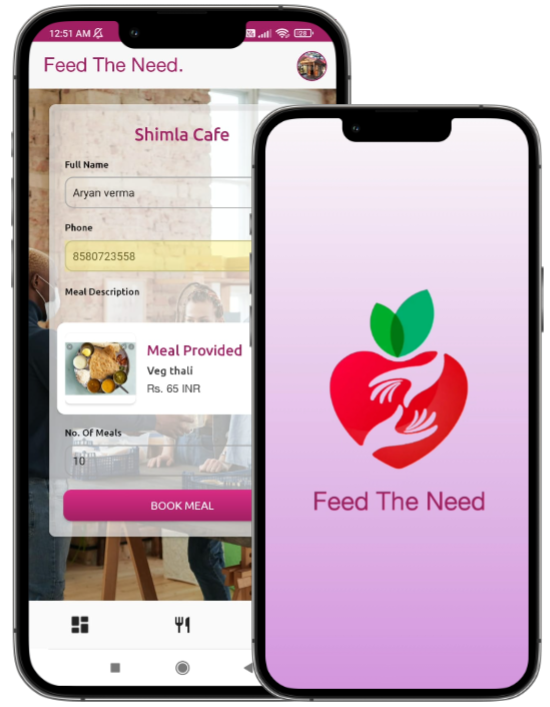 12:51 AM
28
Feed The Need.
Shimla Cafe
Full Name
Aryan verma
Phone
8580723558
Meal Description
Meal Provided
Veg thali
Rs. 65 INR
No. Of Meals
10
BOOK MEAL
Feed The Need